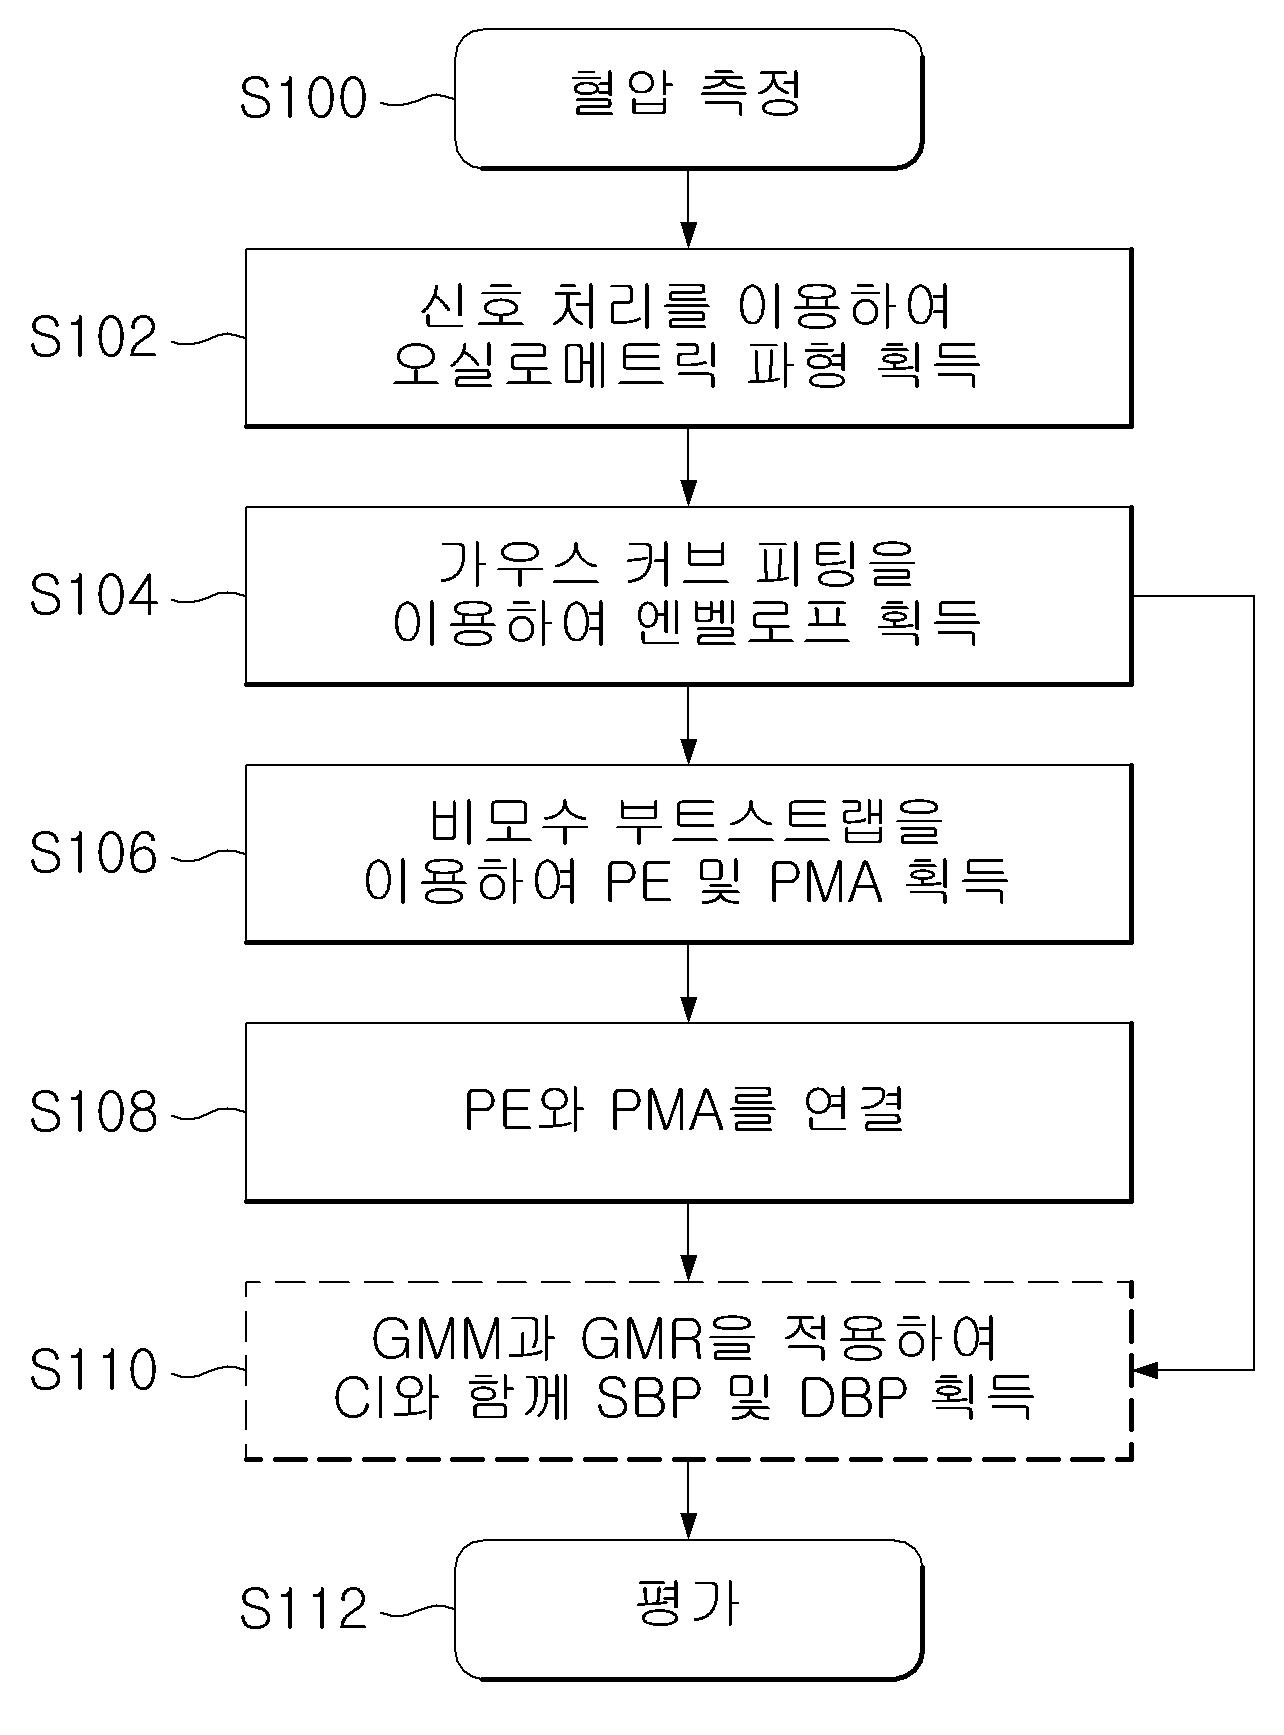 S100
혈압 측정
S102
신호 처리를 이용하여
오실로메트릭 파형 획득
S104
가우스 커브 피팅을
이용하여 엔벨로프 획득
S106
비모수 부트스트랩을
이용하여 PE 및 PMA 획득
S108
PE와 PMA를 연결
S110
GMM과 GMR을 적용하여
CI와 함께 SBP 및 DBP 획득
S112
평가